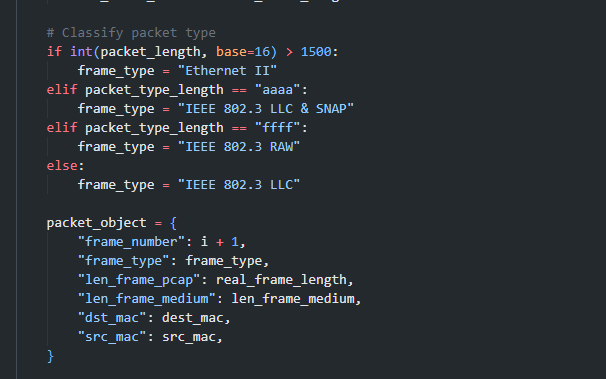 # Classify packet type
if int(packet_length, base=16) > 1500:
    frame_type = "Ethernet II"
elif packet_type_length == "aaaa":
    frame_type = "IEEE 802.3 LLC & SNAP"
elif packet_type_length == "ffff":
    frame_type = "IEEE 802.3 RAW"
else:
    frame_type = "IEEE 802.3 LLC"

packet_object = {
    "frame_number": i + 1,
    "frame_type": frame_type,
    "len_frame_pcap": real_frame_length,
    "len_frame_medium": len_frame_medium,
    "dst_mac": dest_mac,
    "src_mac": src_mac,
}